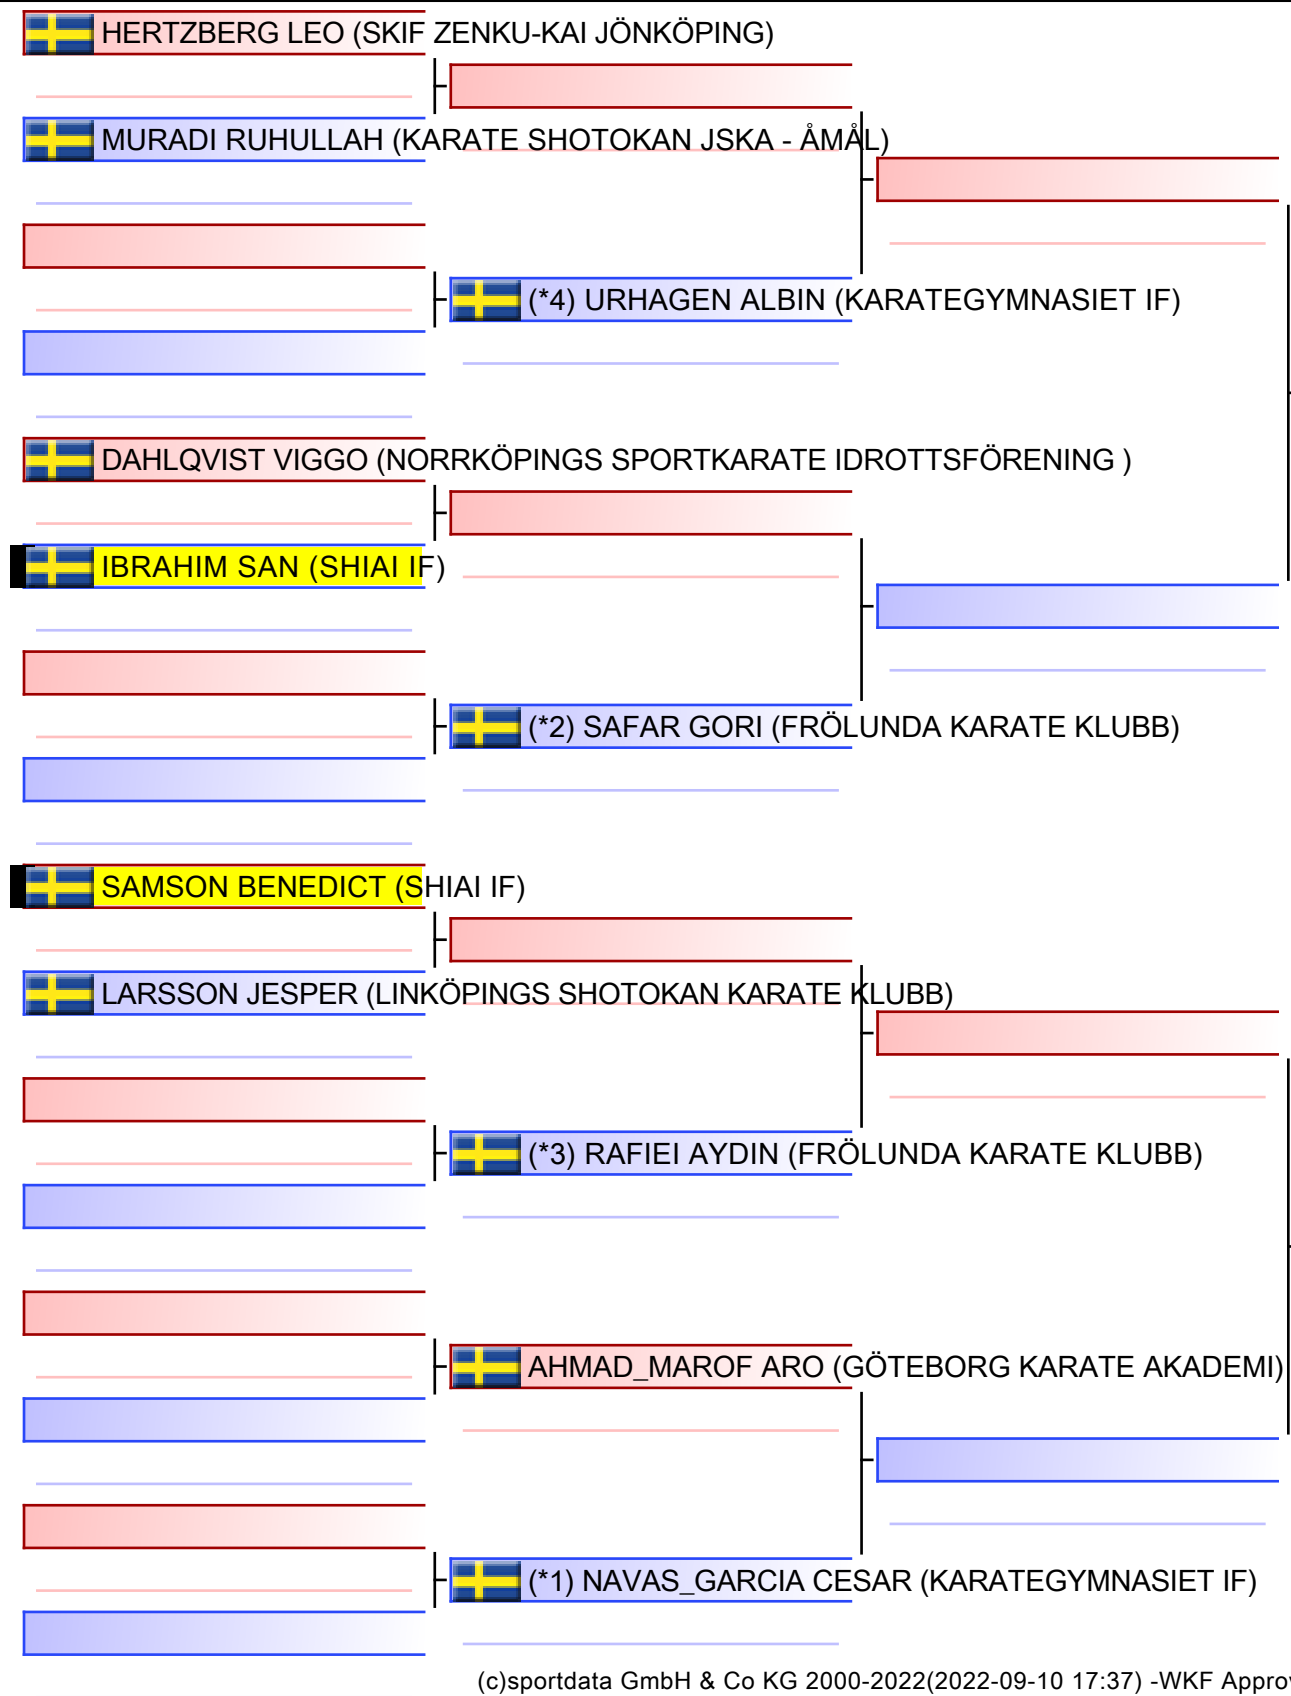 HERTZBERG LEO (SKIF ZENKU-KAI JÖNKÖPING)
MURADI RUHULLAH (KARATE SHOTOKAN JSKA - ÅMÅL)
(*4) URHAGEN ALBIN (KARATEGYMNASIET IF)
DAHLQVIST VIGGO (NORRKÖPINGS SPORTKARATE IDROTTSFÖRENING )
IBRAHIM SAN (SHIAI IF)
(*2) SAFAR GORI (FRÖLUNDA KARATE KLUBB)
SAMSON BENEDICT (SHIAI IF)
LARSSON JESPER (LINKÖPINGS SHOTOKAN KARATE KLUBB)
(*3) RAFIEI AYDIN (FRÖLUNDA KARATE KLUBB)
AHMAD_MAROF ARO (GÖTEBORG KARATE AKADEMI)
(*1) NAVAS_GARCIA CESAR (KARATEGYMNASIET IF)
(c)sportdata GmbH & Co KG 2000-2022(2022-09-10 17:37) -WKF Approv